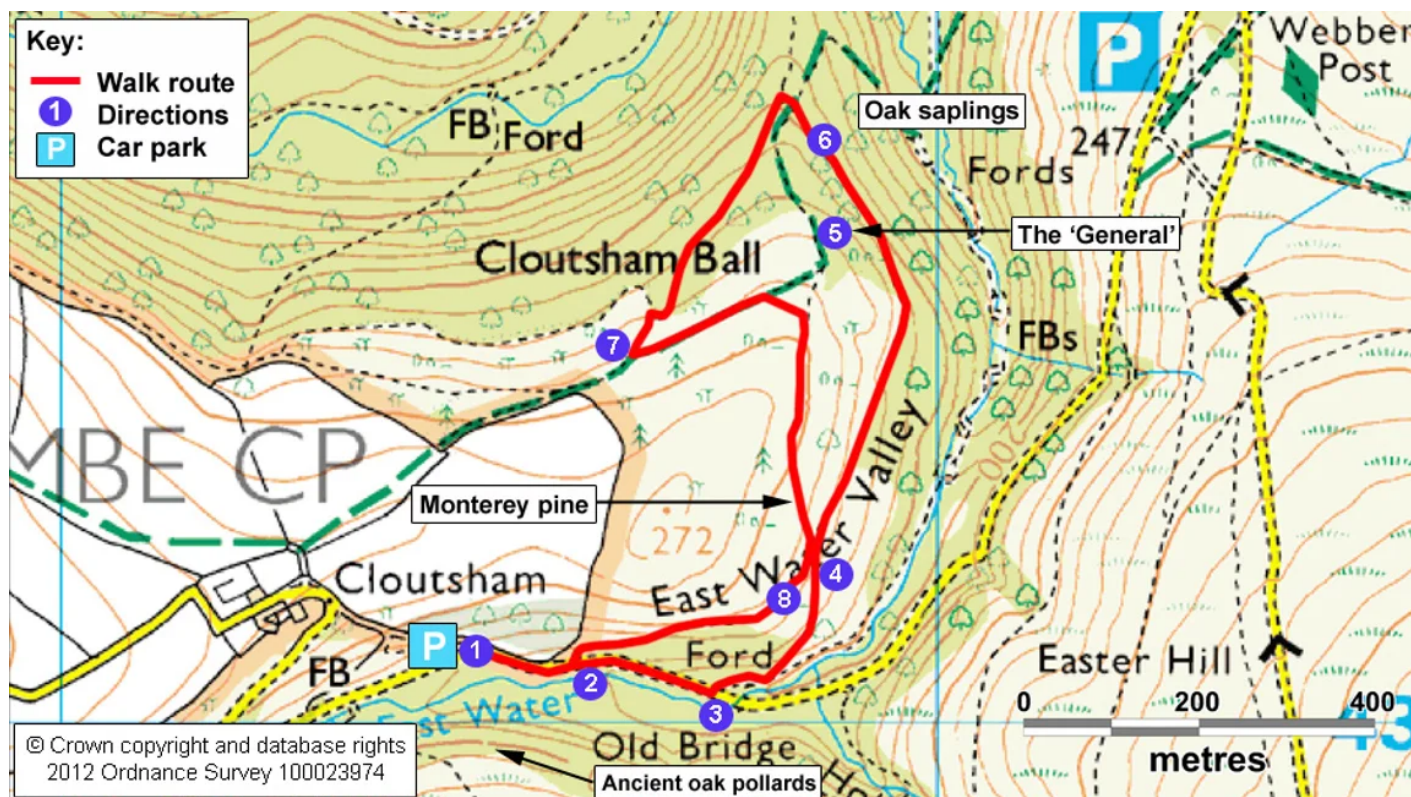 Key:
Walk route
1 Directions
P Car park
FB Ford
Oak saplings
P
Webber
Post
247
Fords
6
5
The ‘General’
Cloutsham Ball
7
FBs
MBE CP
Monterey pine
272
200
East Water Valley
4
8
Cloutsham
P
1
FB
2
Ford
3
East Water
Old Bridge
Easter Hill
Ancient oak pollards
0 200 400
metres
43
© Crown copyright and database rights
2012 Ordnance Survey 100023974